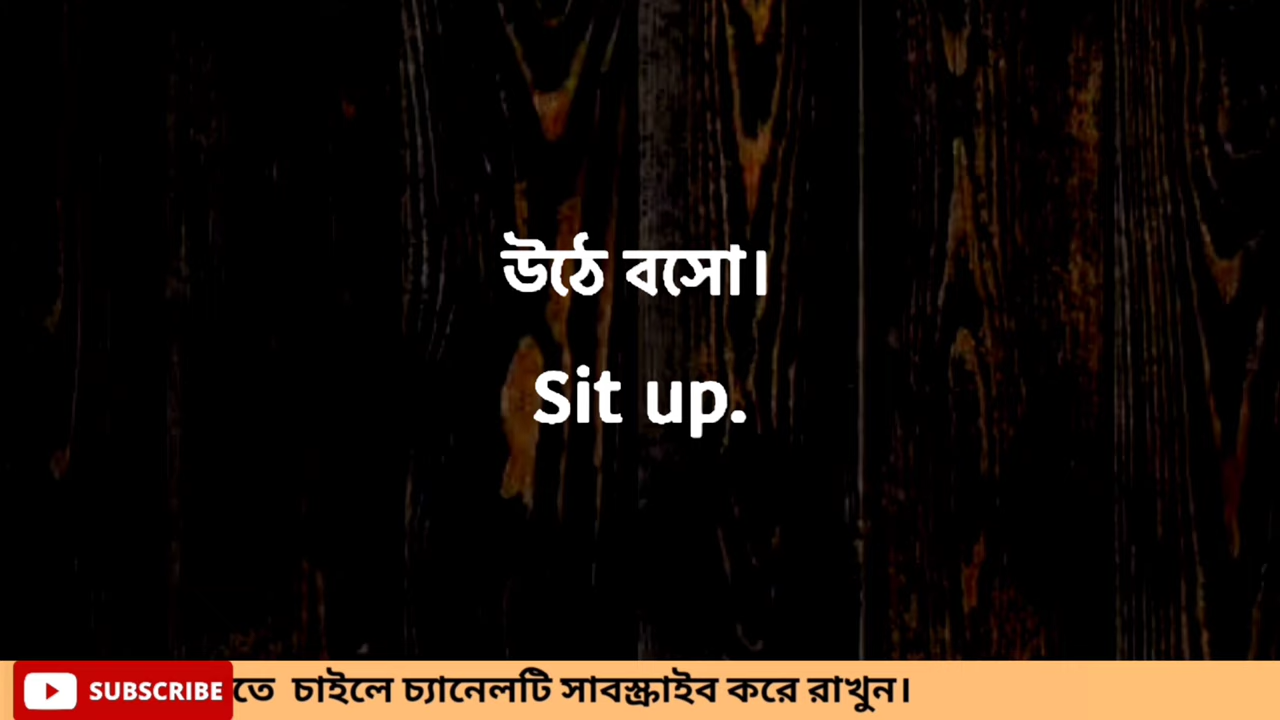 উঠে বসো।
Sit up.
SUBSCRIBE তে চাইলে চ্যানেলটি সাবস্ক্রাইব করে রাখুন।